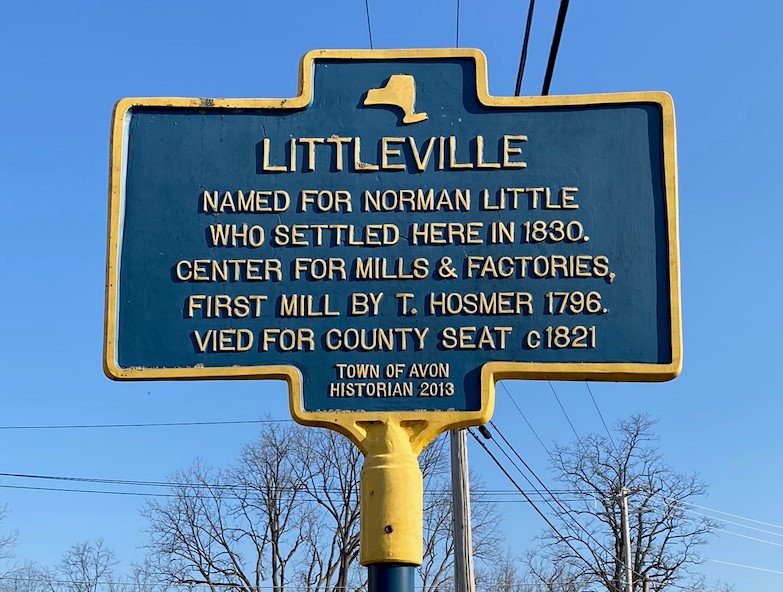 LITTLEVILLE
NAMED FOR NORMAN LITTLE
WHO SETTLED HERE IN 1830.
CENTER FOR MILLS & FACTORIES,
FIRST MILL BY T. HOSMER 1796.
VIED FOR COUNTY SEAT c1821
TOWN OF AVON
HISTORIAN 2013